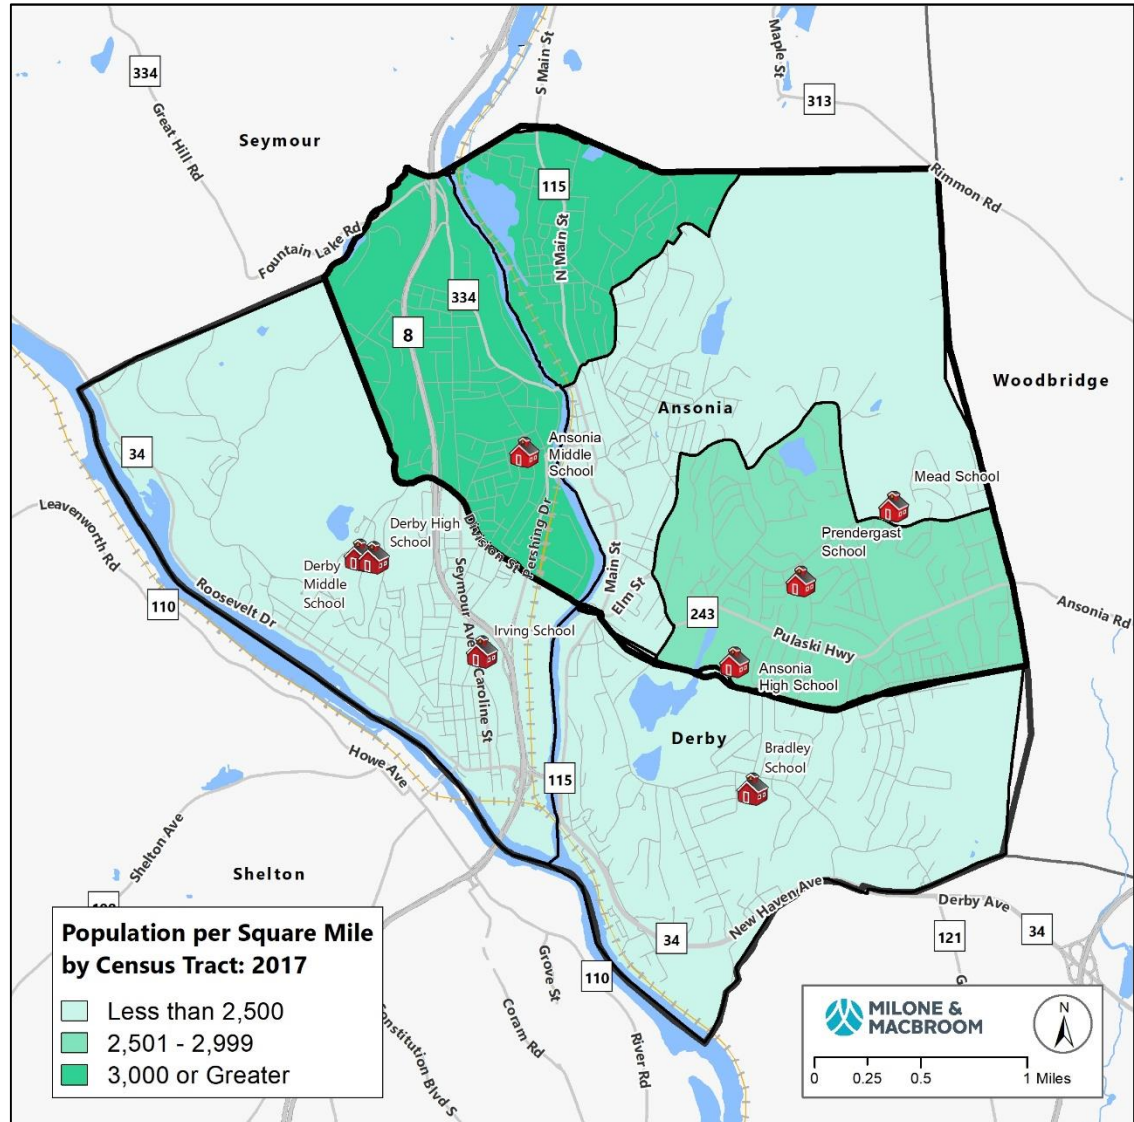 S Main St
Maple St
334
313
Great Hill Rd
Seymour
Rimmon Rd
115
Fountain Lake Rd
N Main St
334
8
Woodbridge
Ansonia
34
Ansonia
Middle
School
Mead School
Leavenworth Rd
Derby High
School
Division St
Pershing Dr
Prendergast
School
Derby
Middle
School
Main St
Elm St
Seymour Ave
110
Roosevelt Dr
243
Ansonia Rd
Irving School
Pulaski Hwy
Caroline St
Ansonia
High School
Derby
Bradley
School
Howe Ave
115
Shelton Ave
Shelton
New Haven Ave
Derby Ave
34
121
34
110
Grove St
Coram Rd
Constitution Blvd S
River Rd
Population per Square Mile
by Census Tract: 2017
Less than 2,500
2,501 - 2,999
3,000 or Greater
MILONE &
MACBROOM
N
0 0.25 0.5 1 Miles